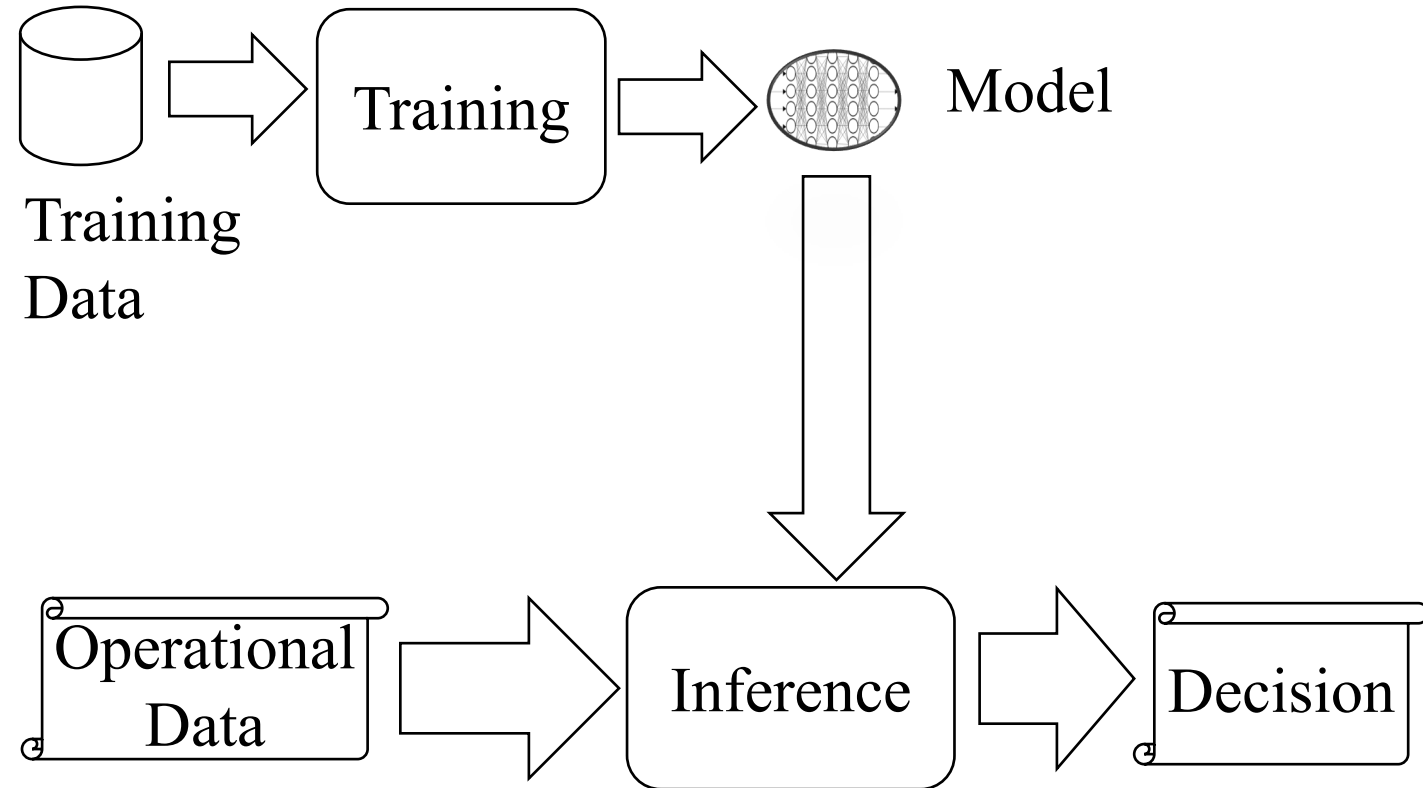 Training
Model
Training
Data
Operational
Data
Inference
Decision